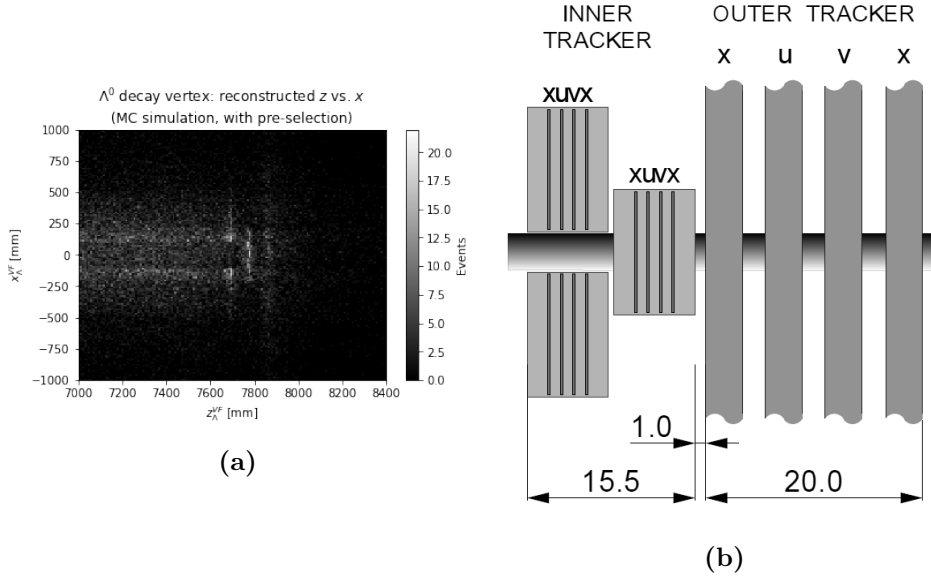 Λ⁰ decay vertex: reconstructed z vs. x
(MC simulation, with pre-selection)
1000
750
500
250
0
−250
−500
−750
−1000
x_Λ^VF [mm]
7000 7200 7400 7600 7800 8000 8200 8400
z_Λ^VF [mm]
20.0
17.5
15.0
12.5
10.0
7.5
5.0
2.5
0.0
Events
(a)
INNER
TRACKER
OUTER TRACKER
x u v x
xuvx
xuvx
1.0
15.5
20.0
(b)